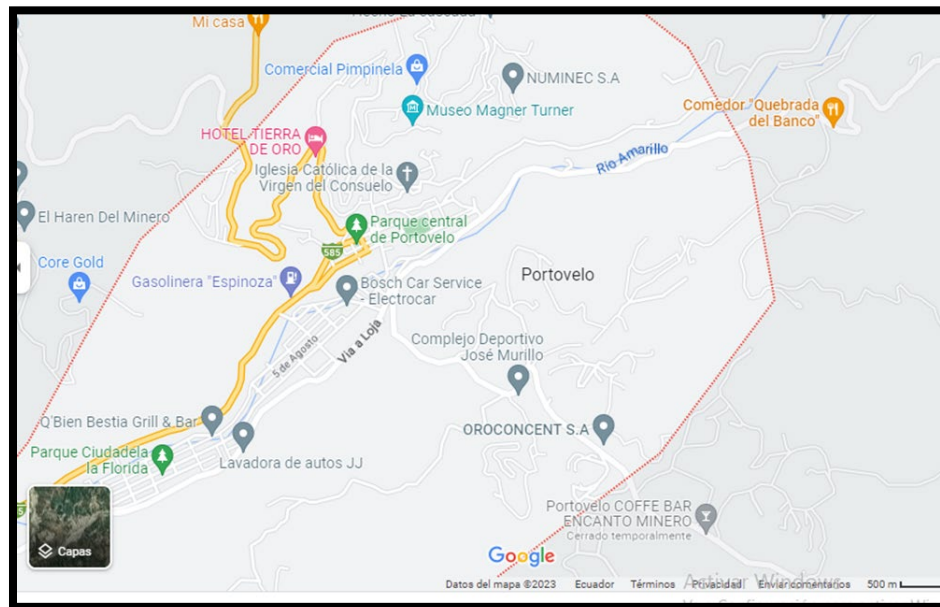 Mi casa
Comercial Pimpinela
NUMINEC S.A
Museo Magner Turner
Comedor "Quebrada
del Banco"
HOTEL TIERRA
DE ORO
Rio Amarillo
Iglesia Católica de la
Virgen del Consuelo
El Haren Del Minero
Parque central
de Portovelo
585
Core Gold
Gasolinera "Espinoza"
Bosch Car Service
- Electrocar
Portovelo
Via a Loja
5 de Agosto
Complejo Deportivo
José Murillo
Q'Bien Bestia Grill & Bar
OROCONCENT S.A
Parque Ciudadela
la Florida
Lavadora de autos JJ
Portovelo COFFE BAR
ENCANTO MINERO
Cerrado temporalmente
Capas
Google
Activar Windows
Datos del mapa ©2023 Ecuador Términos Privacidad Enviar comentarios 500 m